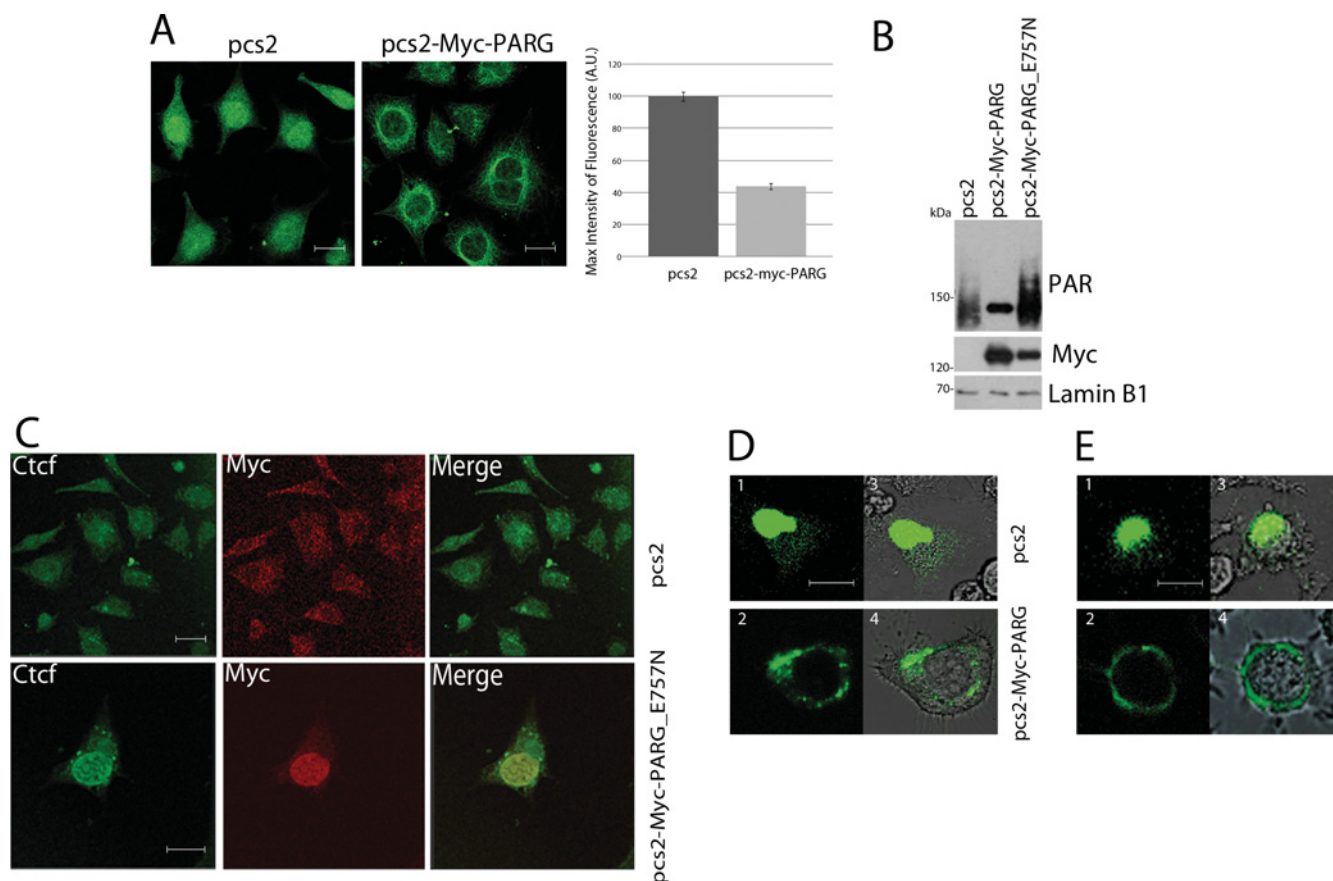 A
pcs2
pcs2-Myc-PARG
Max Intensity of Fluorescence (A.U.)
120
100
80
60
40
20
0
pcs2
pcs2-myc-PARG
B
pcs2
pcs2-Myc-PARG
pcs2-Myc-PARG_E757N
kDa
150-
PAR
120-
Myc
70-
Lamin B1
C
Ctcf
Myc
Merge
pcs2
Ctcf
Myc
Merge
pcs2-Myc-PARG_E757N
D
1
3
pcs2
2
4
pcs2-Myc-PARG
E
1
3
2
4